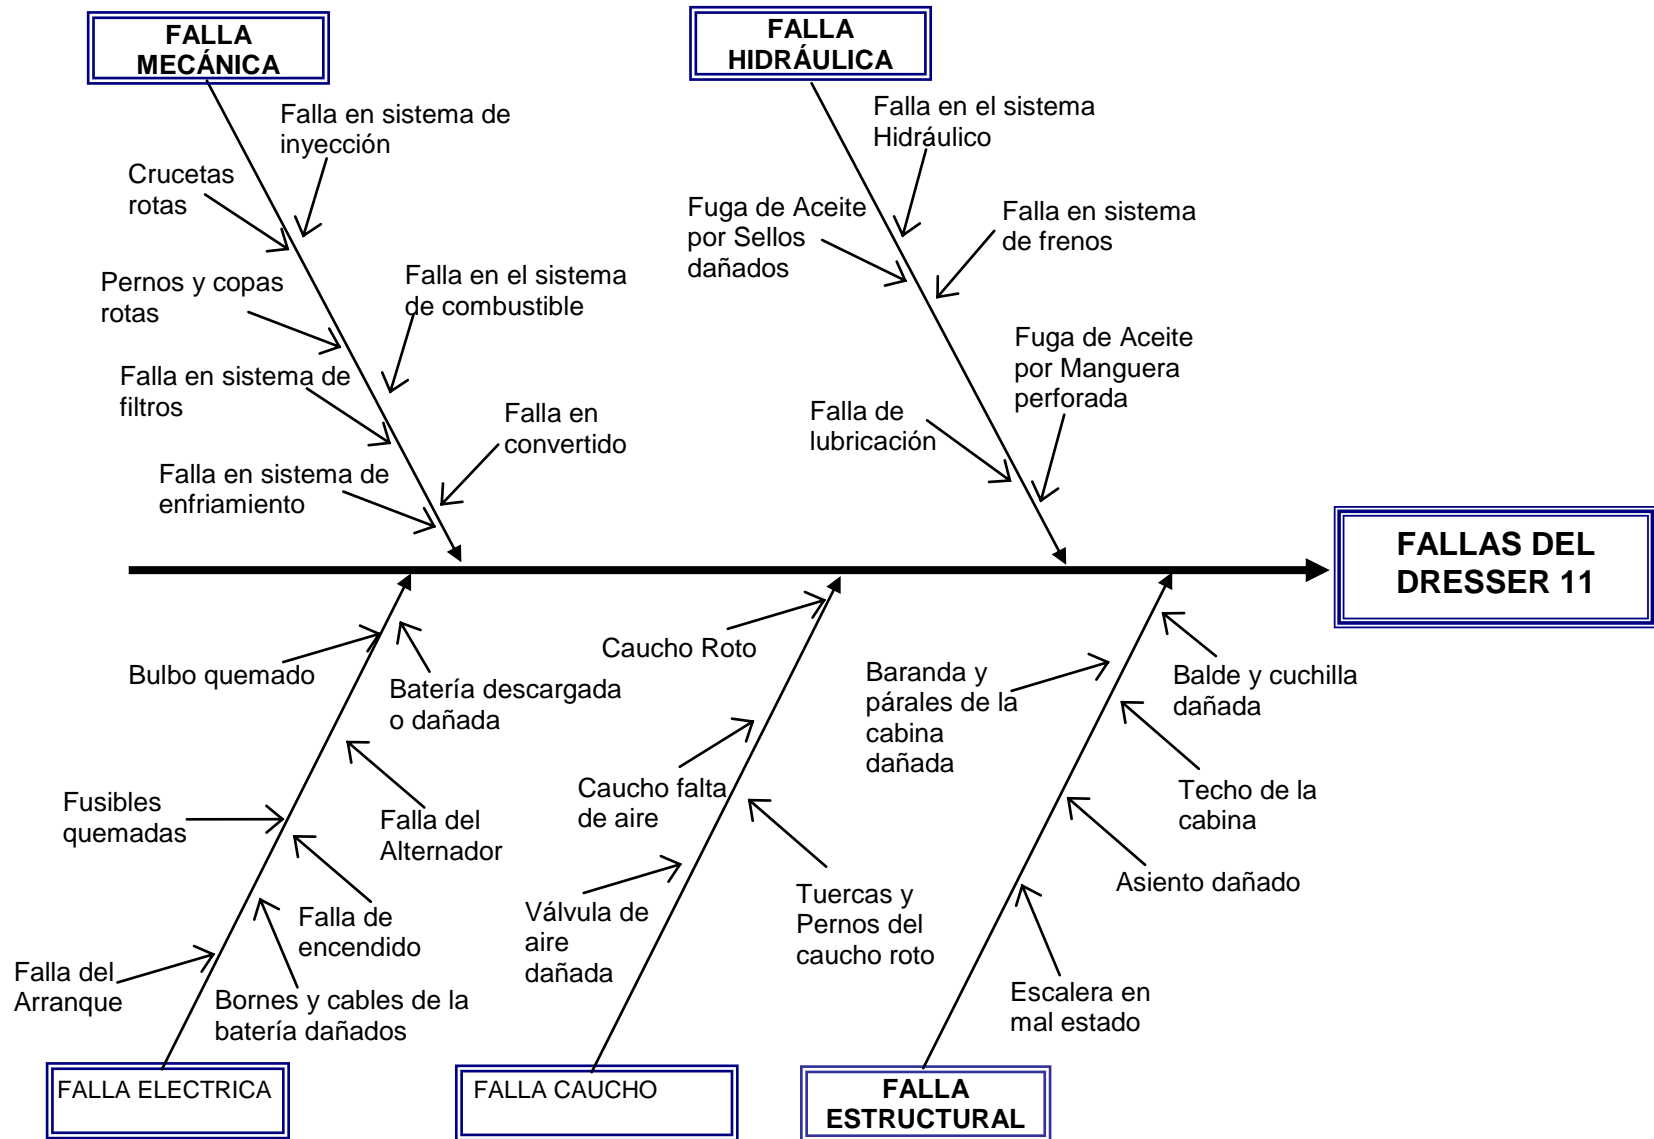 FALLA
MECÁNICA
FALLA
HIDRÁULICA
Falla en sistema de
inyección
Crucetas
rotas
Pernos y copas
rotas
Falla en el sistema
de combustible
Falla en sistema de
filtros
Falla en
convertido
Falla en sistema de
enfriamiento
Falla en el sistema
Hidráulico
Fuga de Aceite
por Sellos
dañados
Falla en sistema
de frenos
Fuga de Aceite
por Manguera
perforada
Falla de
lubricación
FALLAS DEL
DRESSER 11
Bulbo quemado
Batería descargada
o dañada
Fusibles
quemadas
Falla del
Alternador
Falla de
encendido
Falla del
Arranque
Bornes y cables de la
batería dañados
Caucho Roto
Caucho falta
de aire
Válvula de
aire
dañada
Tuercas y
Pernos del
caucho roto
Baranda y
párales de la
cabina
dañada
Balde y cuchilla
dañada
Techo de la
cabina
Asiento dañado
Escalera en
mal estado
FALLA ELECTRICA
FALLA CAUCHO
FALLA
ESTRUCTURAL